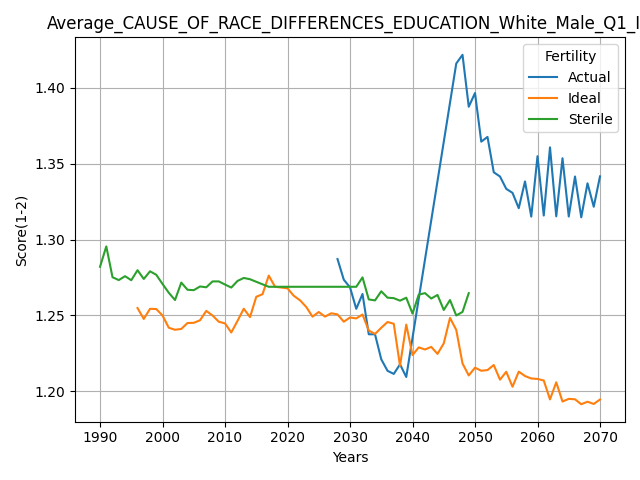 Average_CAUSE_OF_RACE_DIFFERENCES_EDUCATION_White_Male_Q1_I
Fertility
Actual
Ideal
Sterile
Score(1-2)
1.40
1.35
1.30
1.25
1.20
1990 2000 2010 2020 2030 2040 2050 2060 2070
Years